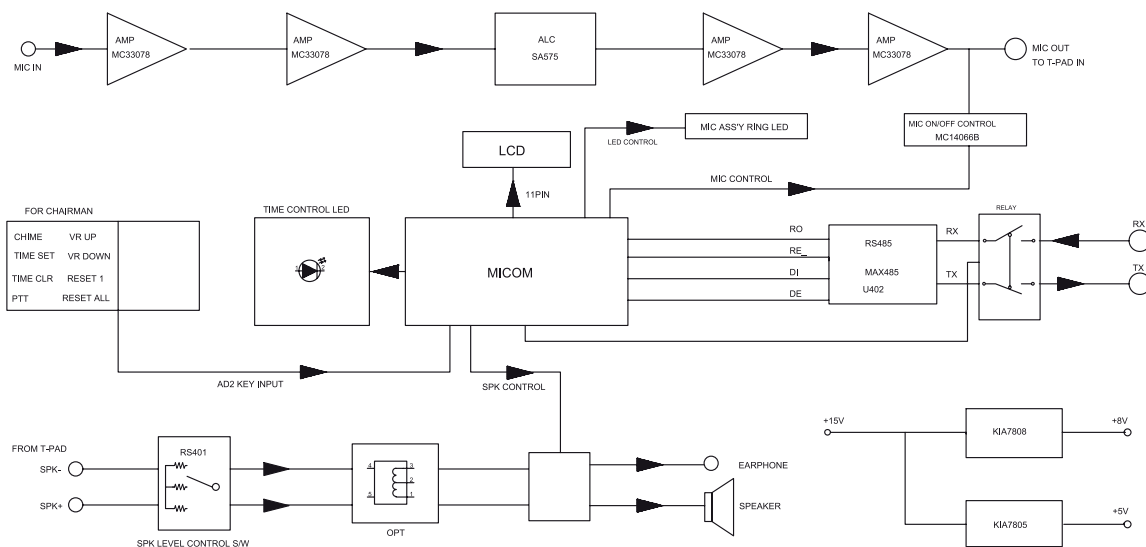 AMP
MC33078
AMP
MC33078
ALC
SA575
AMP
MC33078
AMP
MC33078
MIC IN
MIC OUT
TO T-PAD IN
MIC ASS'Y RING LED
LED CONTROL
MIC ON/OFF CONTROL
MC14066B
LCD
11PIN
MIC CONTROL
FOR CHAIRMAN
CHIME VR UP
TIME SET VR DOWN
TIME CLR RESET 1
PTT RESET ALL
TIME CONTROL LED
1 2
MICOM
RO
RE_
DI
DE
RS485
MAX485
U402
RX
TX
RELAY
RX
TX
AD2 KEY INPUT
SPK CONTROL
FROM T-PAD
SPK-
SPK+
RS401
SPK LEVEL CONTROL S/W
4 3
2
5 1
OPT
EARPHONE
SPEAKER
+15V
KIA7808
+8V
KIA7805
+5V